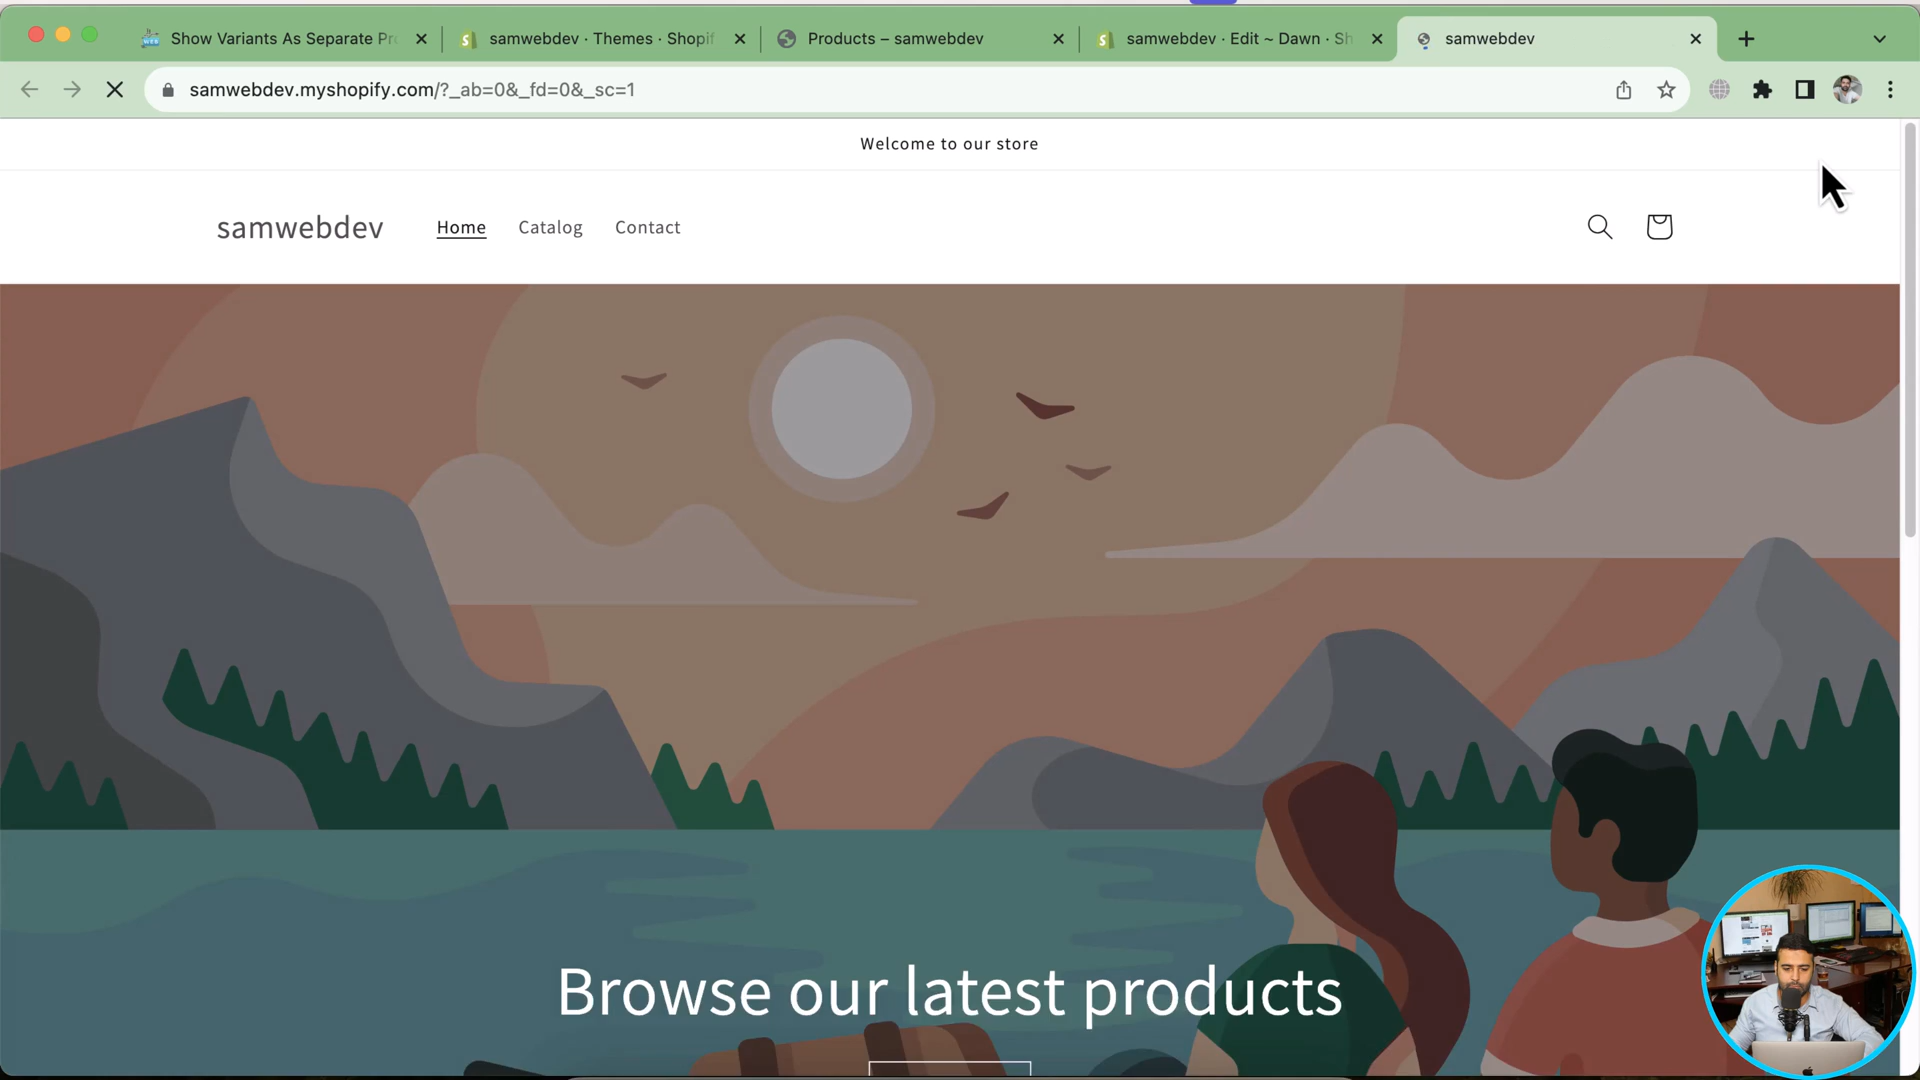 Show Variants As Separate Pr
samwebdev · Themes · Shopif
Products – samwebdev
samwebdev · Edit ~ Dawn · Sh
samwebdev
samwebdev.myshopify.com/?_ab=0&_fd=0&_sc=1
Welcome to our store
samwebdev
Home
Catalog
Contact
Browse our latest products